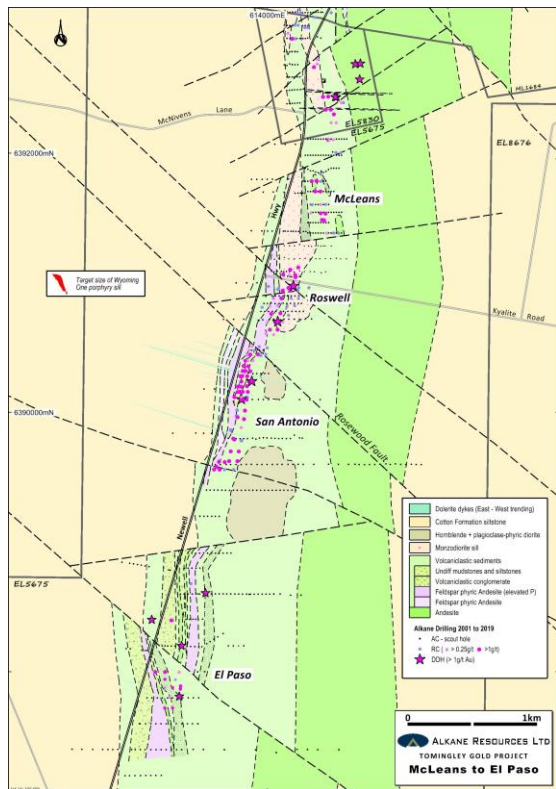 614000mE
ML1684
McNivens Lane
EL5830
EL5675
EL8676
6392000mN
McLeans
Hwy
Target size of Wyoming
One porphyry sill
Roswell
Kyalite Road
6390000mN
San Antonio
Rosewood Fault
Newell
EL5675
El Paso
Dolerite dykes (East - West trending)
Cotton Formation siltstone
Hornblende + plagioclase-phyric diorite
Monzodiorite sill
Volcaniclastic sediments
Undiff mudstones and siltstones
Volcaniclastic conglomerate
Feldspar phyric Andesite (elevated P)
Feldspar phyric Andesite
Andesite
Alkane Drilling 2001 to 2019
AC - scout hole
RC ( > 0.25g/t >1g/t)
DDH (> 1g/t Au)
0 1km
ALKANE RESOURCES LTD
TOMINGLEY GOLD PROJECT
McLeans to El Paso